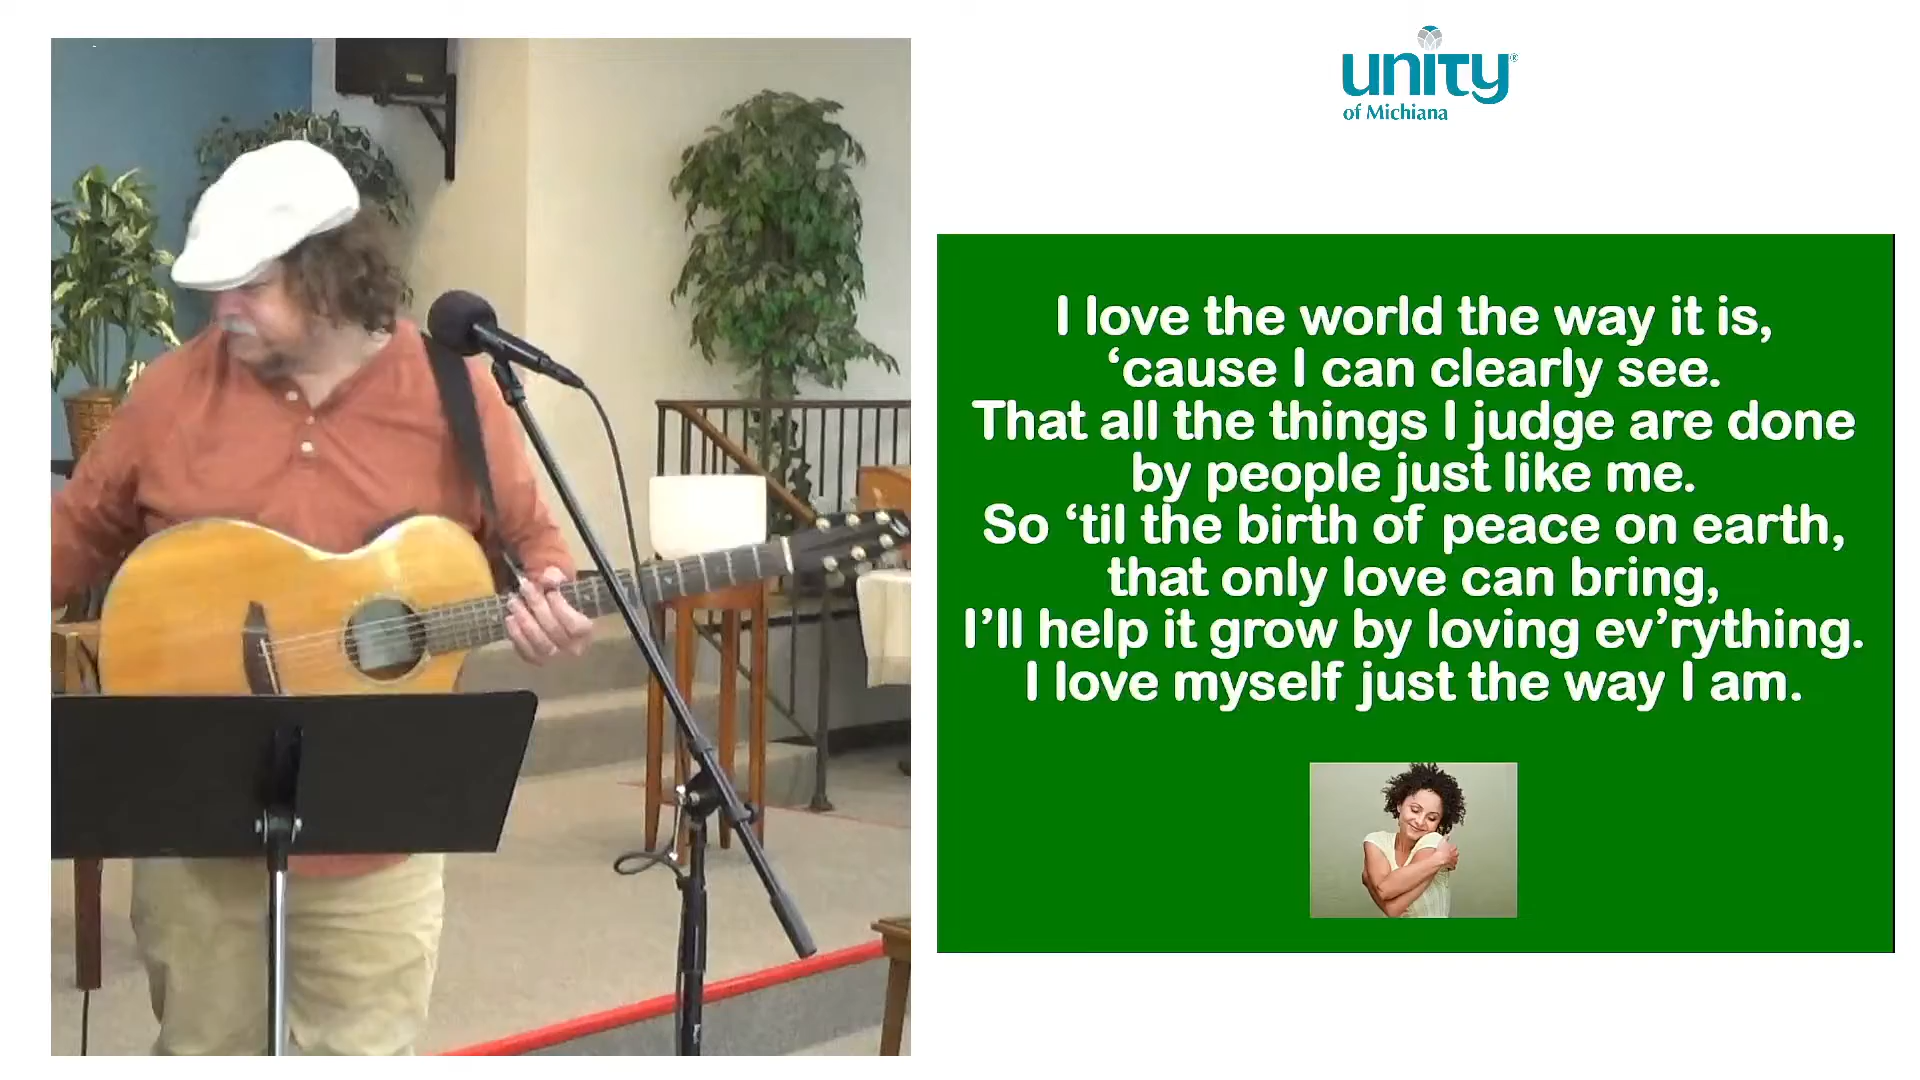 unity®
of Michiana
I love the world the way it is,
‘cause I can clearly see.
That all the things I judge are done
by people just like me.
So ‘til the birth of peace on earth,
that only love can bring,
I’ll help it grow by loving ev’rything.
I love myself just the way I am.